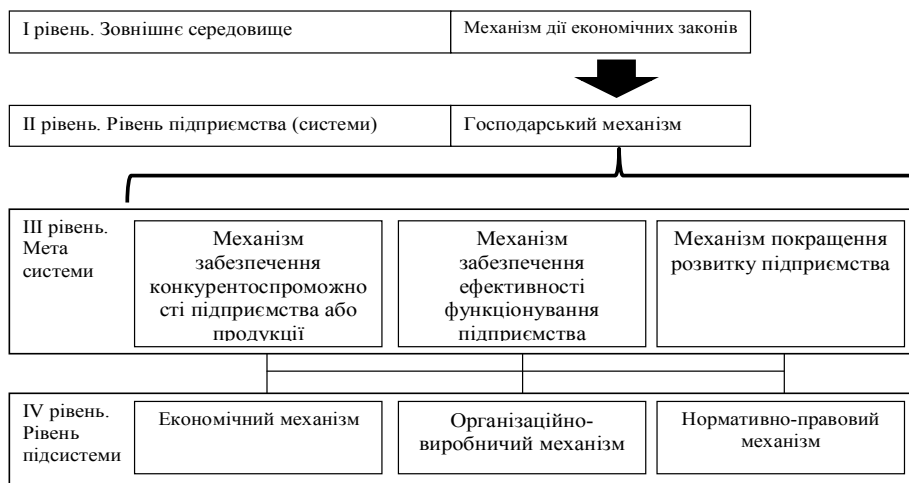 I рівень. Зовнішнє середовище
Механізм дії економічних законів
II рівень. Рівень підприємства (системи)
Господарський механізм
III рівень.
Мета
системи
Механізм
забезпечення
конкурентоспроможно
сті підприємства або
продукції
Механізм
забезпечення
ефективності
функціонування
підприємства
Механізм покращення
розвитку підприємства
IV рівень.
Рівень
підсистеми
Економічний механізм
Організаційно-
виробничий механізм
Нормативно-правовий
механізм